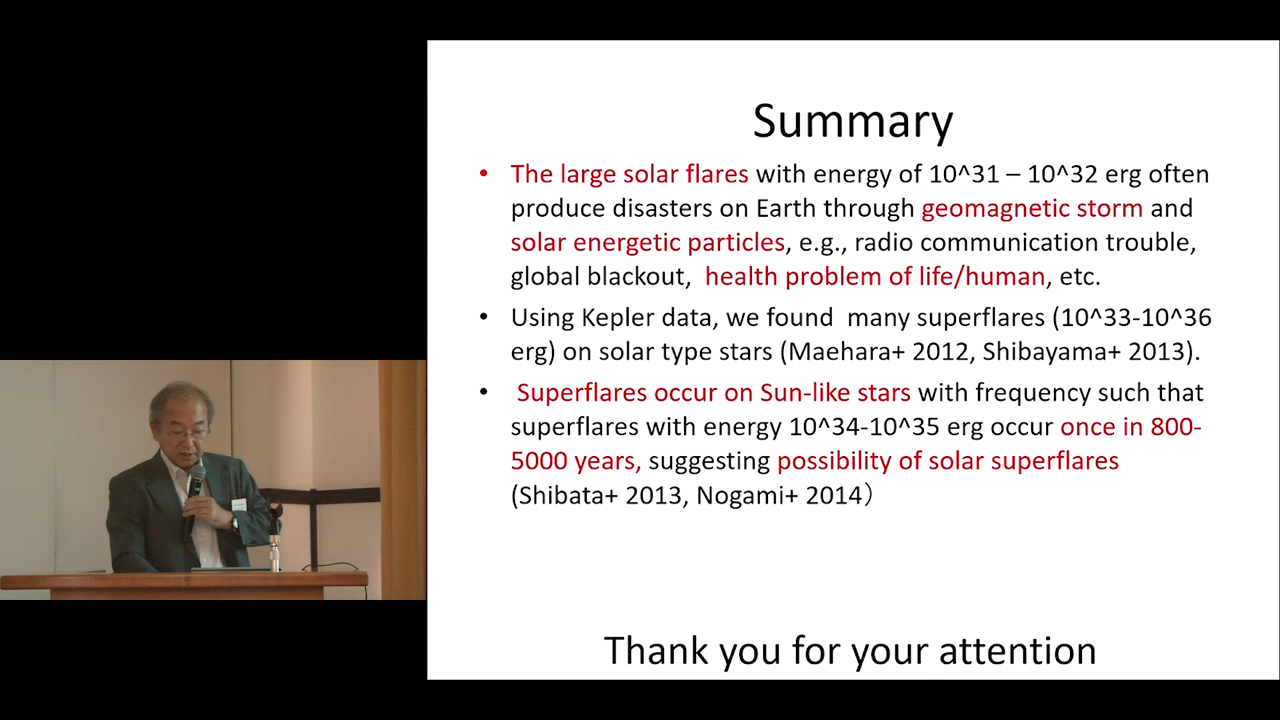 Summary
• The large solar flares with energy of 10^31 – 10^32 erg often
produce disasters on Earth through geomagnetic storm and
solar energetic particles, e.g., radio communication trouble,
global blackout,  health problem of life/human, etc.
• Using Kepler data, we found  many superflares (10^33-10^36
erg) on solar type stars (Maehara+ 2012, Shibayama+ 2013).
•  Superflares occur on Sun-like stars with frequency such that
superflares with energy 10^34-10^35 erg occur once in 800-
5000 years, suggesting possibility of solar superflares
(Shibata+ 2013, Nogami+ 2014）
Thank you for your attention